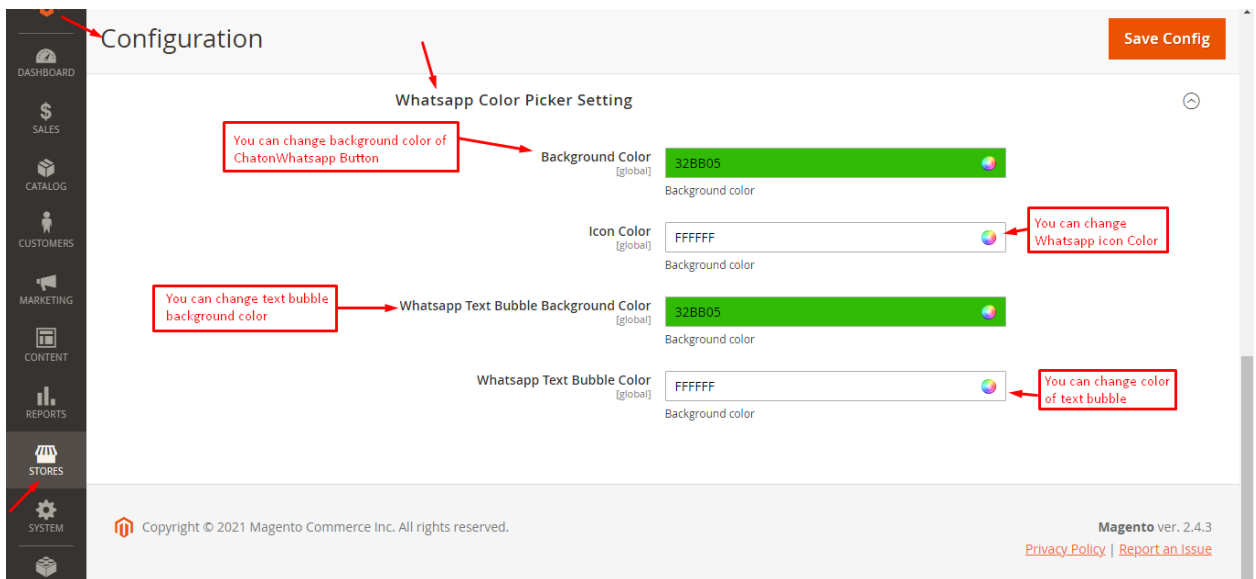 Configuration
Save Config
DASHBOARD
SALES
CATALOG
CUSTOMERS
MARKETING
CONTENT
REPORTS
STORES
SYSTEM
Whatsapp Color Picker Setting
You can change background color of
ChatonWhatsapp Button
Background Color
[global]
32BB05
Background color
Icon Color
[global]
FFFFFF
Background color
You can change
Whatsapp icon Color
You can change text bubble
background color
Whatsapp Text Bubble Background Color
[global]
32BB05
Background color
Whatsapp Text Bubble Color
[global]
FFFFFF
Background color
You can change color
of text bubble
Copyright © 2021 Magento Commerce Inc. All rights reserved.
Magento ver. 2.4.3
Privacy Policy | Report an Issue